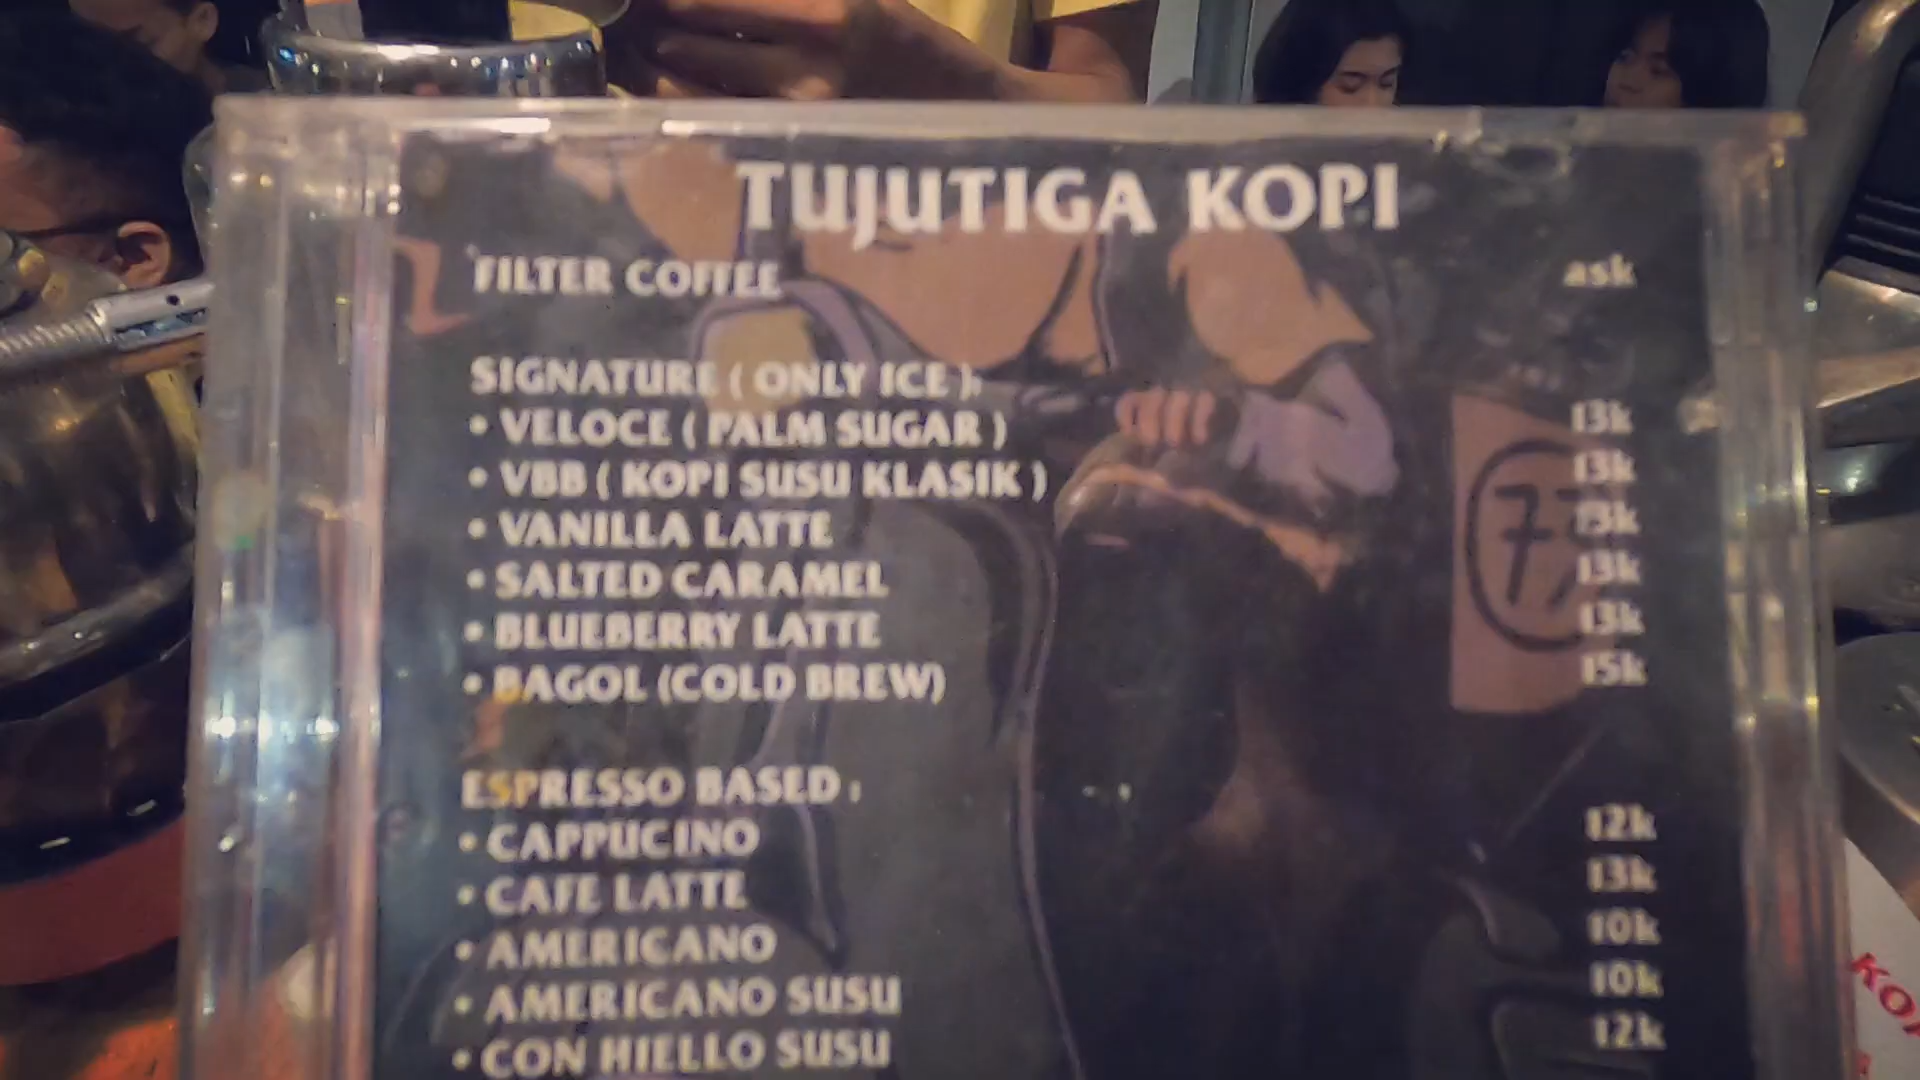 TUJUTIGA KOPI
FILTER COFFEE ask
SIGNATURE ( ONLY ICE ):
• VELOCE ( PALM SUGAR ) 13k
• VBB ( KOPI SUSU KLASIK ) 13k
• VANILLA LATTE 13k
• SALTED CARAMEL 13k
• BLUEBERRY LATTE 13k
• BAGOL (COLD BREW) 15k
73
ESPRESSO BASED :
• CAPPUCINO 12k
• CAFE LATTE 13k
• AMERICANO 10k
• AMERICANO SUSU 10k
• CON HIELLO SUSU 12k